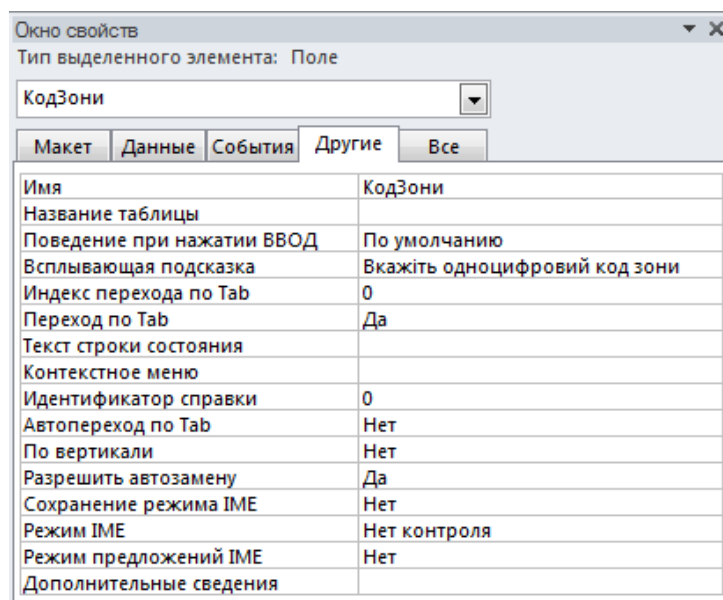 Окно свойств
Тип выделенного элемента: Поле
КодЗони
Макет Данные События Другие Все
Имя КодЗони
Название таблицы
Поведение при нажатии ВВОД По умолчанию
Всплывающая подсказка Вкажіть одноцифровий код зони
Индекс перехода по Tab 0
Переход по Tab Да
Текст строки состояния
Контекстное меню
Идентификатор справки 0
Автопереход по Tab Нет
По вертикали Нет
Разрешить автозамену Да
Сохранение режима IME Нет
Режим IME Нет контроля
Режим предложений IME Нет
Дополнительные сведения